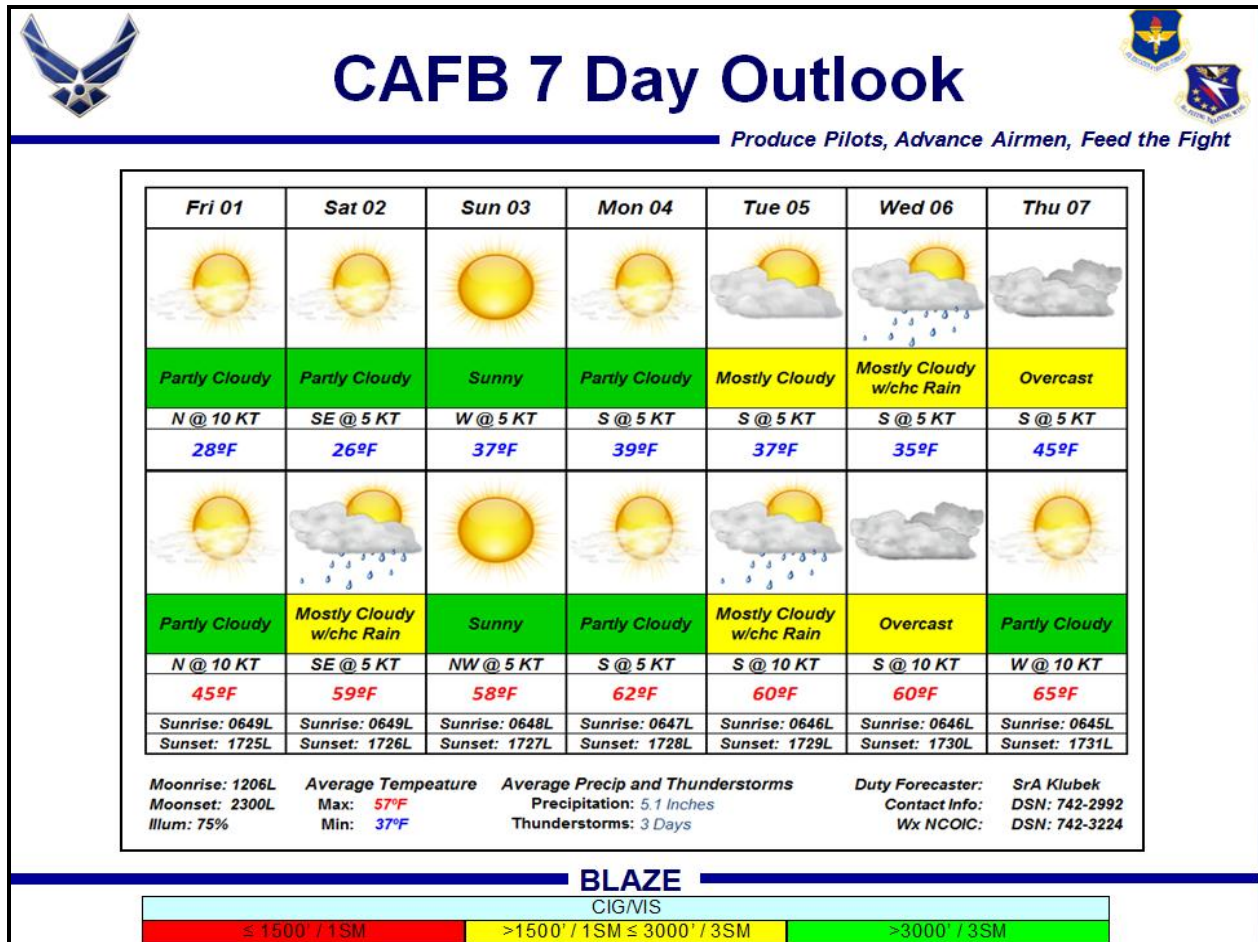 CAFB 7 Day Outlook
Produce Pilots, Advance Airmen, Feed the Fight
Fri 01 Sat 02 Sun 03 Mon 04 Tue 05 Wed 06 Thu 07
Partly Cloudy Partly Cloudy Sunny Partly Cloudy Mostly Cloudy Mostly Cloudy w/chc Rain Overcast
N @ 10 KT SE @ 5 KT W @ 5 KT S @ 5 KT S @ 5 KT S @ 5 KT S @ 5 KT
28ºF 26ºF 37ºF 39ºF 37ºF 35ºF 45ºF
Partly Cloudy Mostly Cloudy w/chc Rain Sunny Partly Cloudy Mostly Cloudy w/chc Rain Overcast Partly Cloudy
N @ 10 KT SE @ 5 KT NW @ 5 KT S @ 5 KT S @ 10 KT S @ 10 KT W @ 10 KT
45ºF 59ºF 58ºF 62ºF 60ºF 60ºF 65ºF
Sunrise: 0649L Sunrise: 0649L Sunrise: 0648L Sunrise: 0647L Sunrise: 0646L Sunrise: 0646L Sunrise: 0645L
Sunset: 1725L Sunset: 1726L Sunset: 1727L Sunset: 1728L Sunset: 1729L Sunset: 1730L Sunset: 1731L
Moonrise: 1206L Average Tempeature Average Precip and Thunderstorms Duty Forecaster: SrA Klubek
Moonset: 2300L Max: 57ºF Precipitation: 5.1 Inches Contact Info: DSN: 742-2992
Illum: 75% Min: 37ºF Thunderstorms: 3 Days Wx NCOIC: DSN: 742-3224
BLAZE
CIG/VIS
≤ 1500' / 1SM >1500' / 1SM ≤ 3000' / 3SM >3000' / 3SM